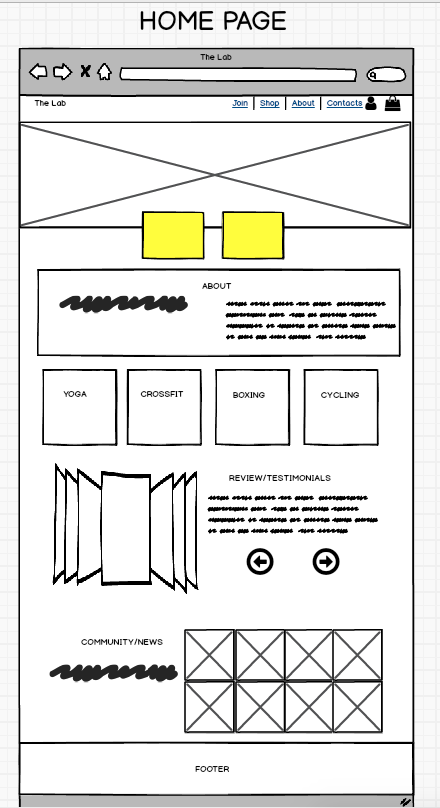 HOME PAGE
The Lab
The Lab
Join | Shop | About | Contacts
ABOUT
YOGA
CROSSFIT
BOXING
CYCLING
REVIEW/TESTIMONIALS
COMMUNITY/NEWS
FOOTER